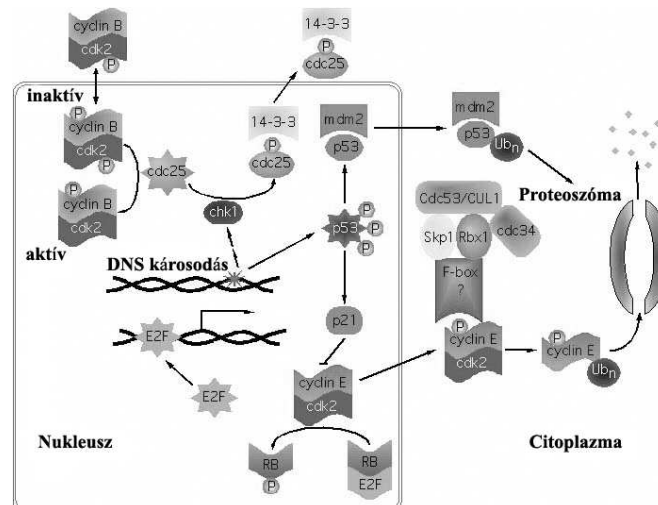 cyclin B
cdk2
P
14-3-3
P
cdc25
inaktív
P
cyclin B
cdk2
P
14-3-3
P
cdc25
mdm2
p53
mdm2
p53
Ubn
cdc25
Proteoszóma
P
cyclin B
cdk2
aktív
chk1
P
p53
P
P
Cdc53/CUL1
Skp1
Rbx1
cdc34
DNS károsodás
F-box
?
E2F
p21
P
cyclin E
cdk2
P
cyclin E
Ubn
E2F
cyclin E
cdk2
Nukleusz
Citoplazma
RB
P
RB
E2F